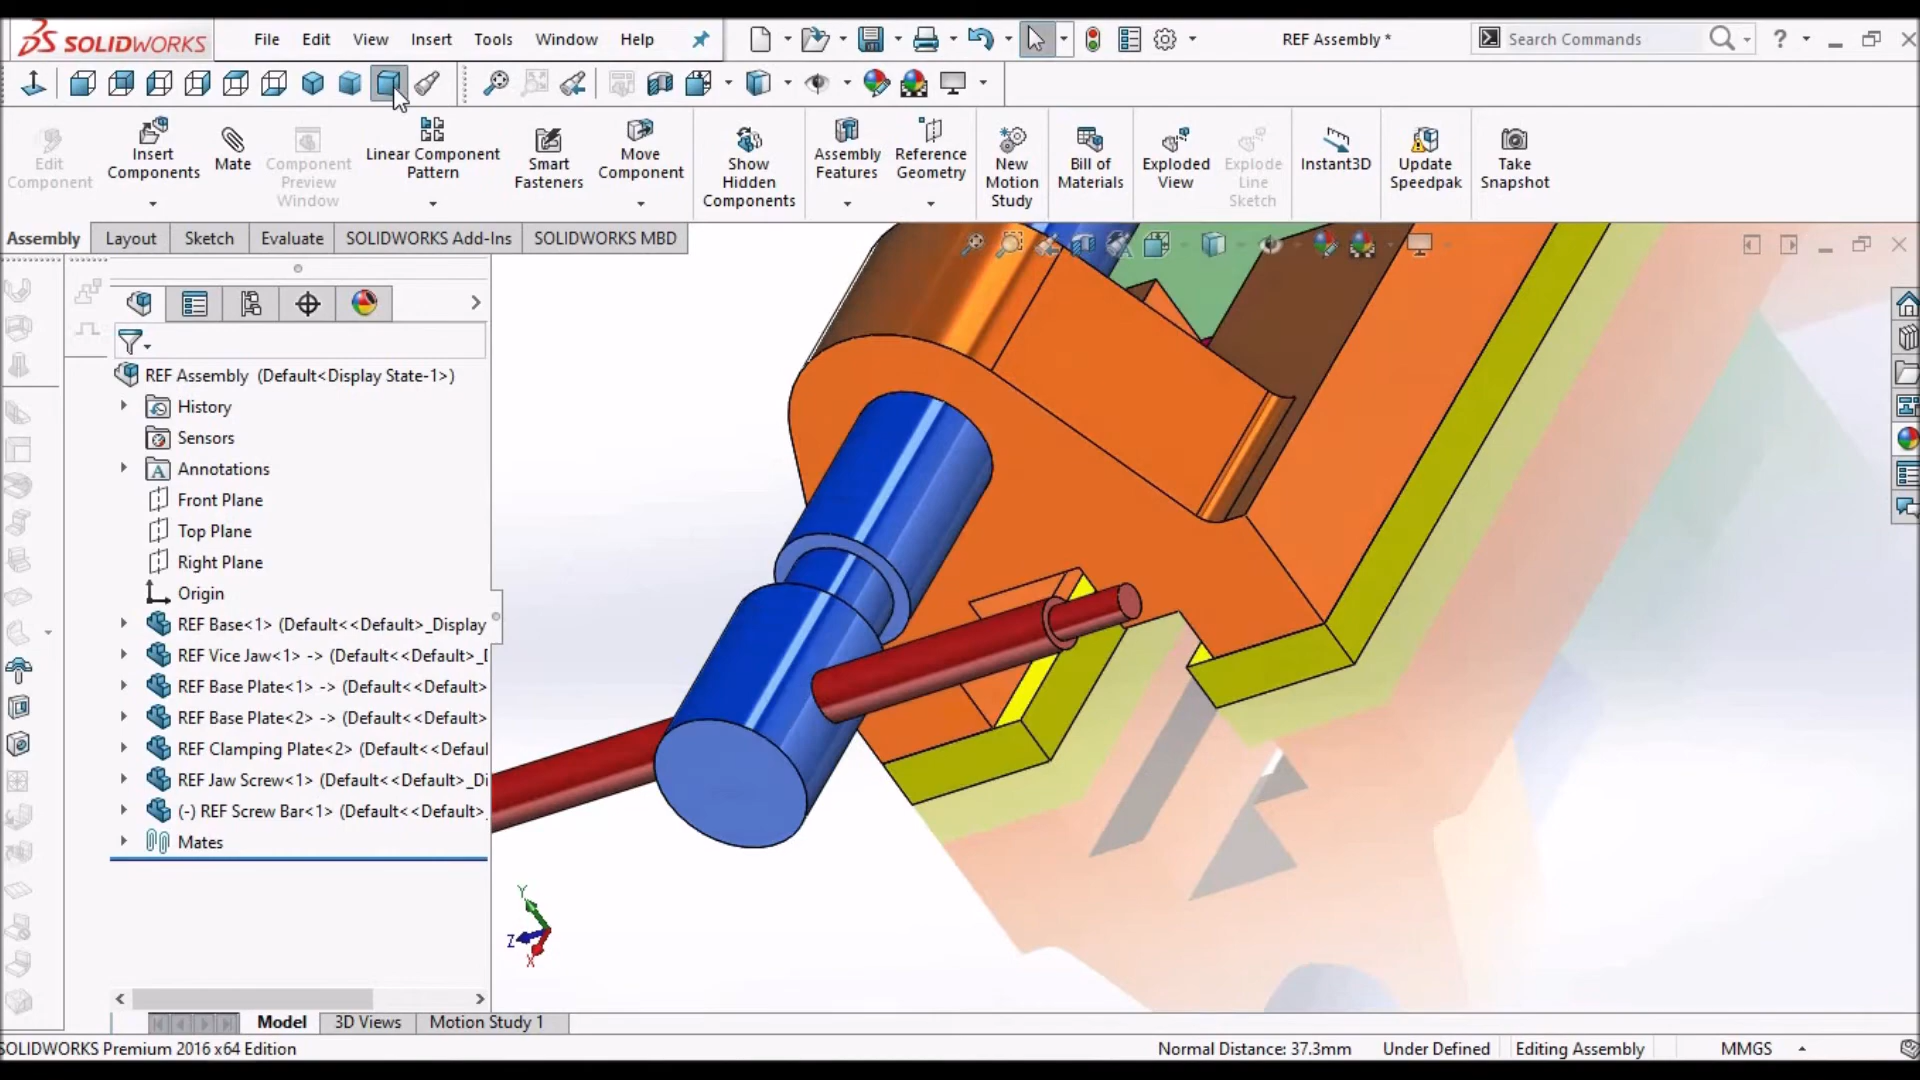 SOLIDWORKS
File Edit View Insert Tools Window Help
REF Assembly *
Search Commands
Edit Component
Insert Components
Mate
Component Preview Window
Linear Component Pattern
Smart Fasteners
Move Component
Show Hidden Components
Assembly Features
Reference Geometry
New Motion Study
Bill of Materials
Exploded View
Explode Line Sketch
Instant3D
Update Speedpak
Take Snapshot
Assembly Layout Sketch Evaluate SOLIDWORKS Add-Ins SOLIDWORKS MBD
REF Assembly (Default<Display State-1>)
History
Sensors
Annotations
Front Plane
Top Plane
Right Plane
Origin
REF Base<1> (Default<<Default>_Display
REF Vice Jaw<1> -> (Default<<Default>_D
REF Base Plate<1> -> (Default<<Default>
REF Base Plate<2> -> (Default<<Default>
REF Clamping Plate<2> (Default<<Defaul
REF Jaw Screw<1> (Default<<Default>_Di
(-) REF Screw Bar<1> (Default<<Default>_
Mates
Y
Z
X
Model 3D Views Motion Study 1
SOLIDWORKS Premium 2016 x64 Edition
Normal Distance: 37.3mm Under Defined Editing Assembly MMGS